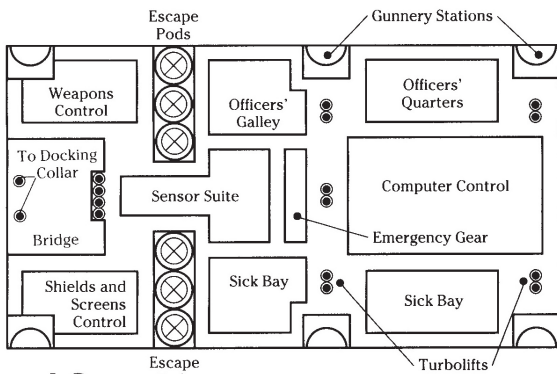 Escape
Pods
Gunnery Stations
Weapons
Control
Officers'
Galley
Officers'
Quarters
To Docking
Collar
Sensor Suite
Computer Control
Bridge
Emergency Gear
Shields and
Screens
Control
Sick Bay
Sick Bay
Escape
Turbolifts